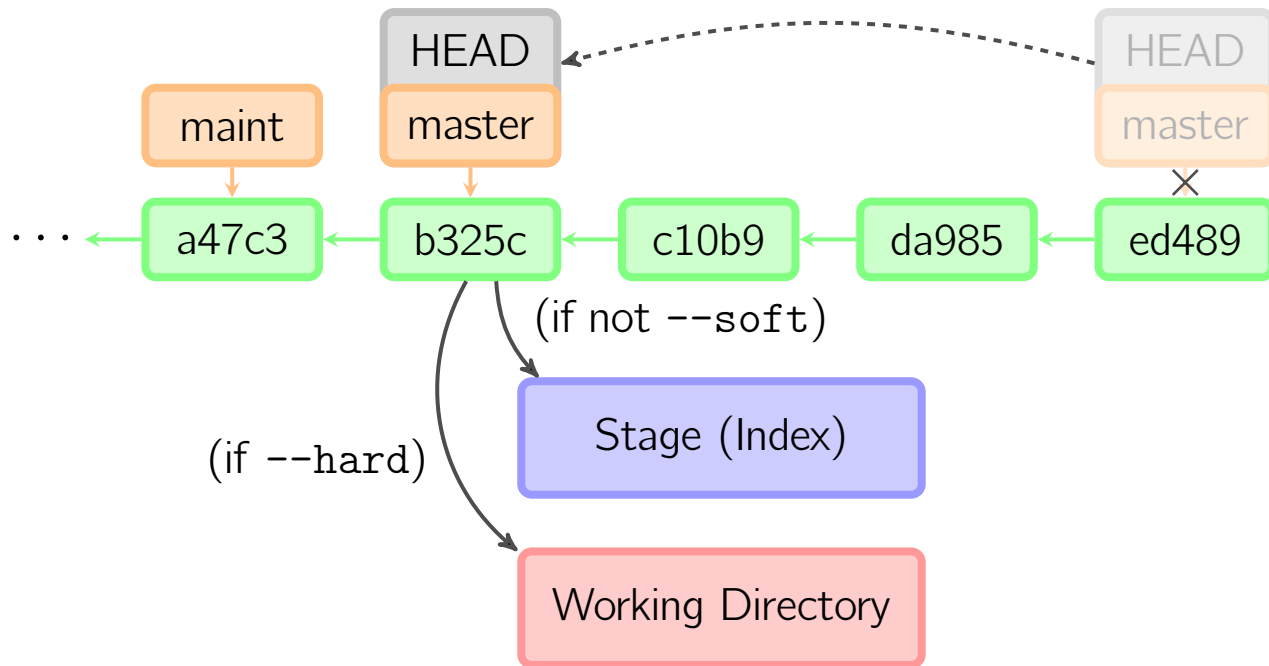 HEAD
HEAD
maint
master
master
... a47c3
b325c
c10b9
da985
ed489
(if not --soft)
Stage (Index)
(if --hard)
Working Directory